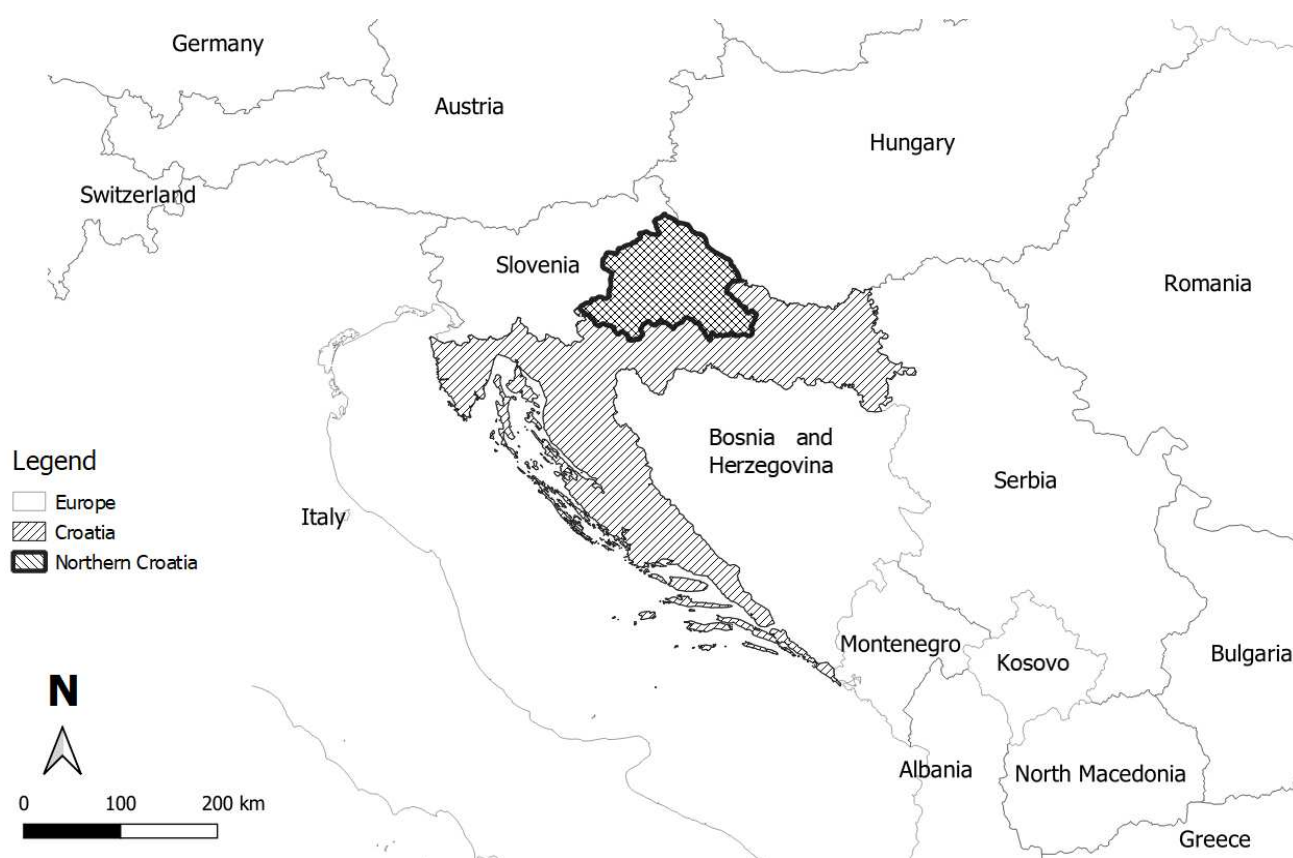 Germany
Austria
Hungary
Switzerland
Slovenia
Romania
Bosnia and
Herzegovina
Serbia
Legend
Europe
Croatia
Northern Croatia
Italy
Montenegro
Kosovo
Bulgaria
N
Albania
North Macedonia
0 100 200 km
Greece